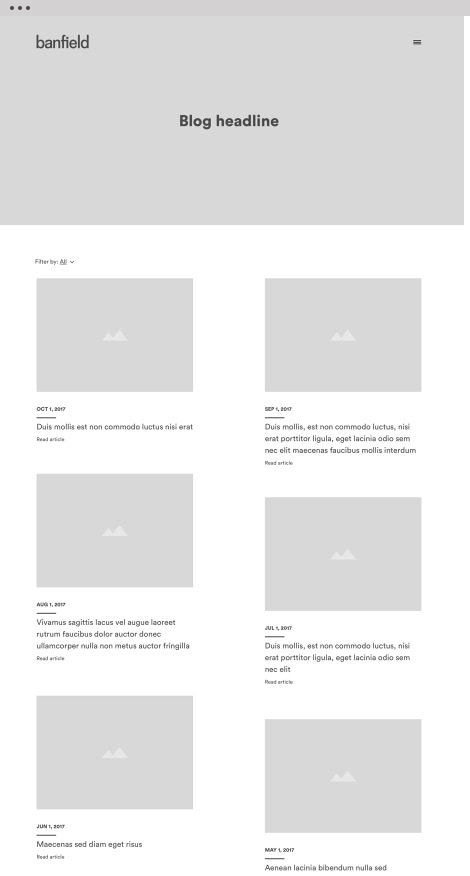 banfield
Blog headline
Filter by: All
OCT 1, 2017
Duis mollis est non commodo luctus nisi erat
Read article
SEP 1, 2017
Duis mollis, est non commodo luctus, nisi
erat porttitor ligula, eget lacinia odio sem
nec elit maecenas faucibus mollis interdum
Read article
AUG 1, 2017
Vivamus sagittis lacus vel augue laoreet
rutrum faucibus dolor auctor donec
ullamcorper nulla non metus auctor fringilla
Read article
JUL 1, 2017
Duis mollis, est non commodo luctus, nisi
erat porttitor ligula, eget lacinia odio sem
nec elit
Read article
JUN 1, 2017
Maecenas sed diam eget risus
Read article
MAY 1, 2017
Aenean lacinia bibendum nulla sed